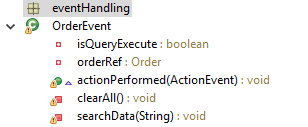 eventHandling
OrderEvent
isQueryExecute : boolean
orderRef : Order
actionPerformed(ActionEvent) : void
clearAll() : void
searchData(String) : void